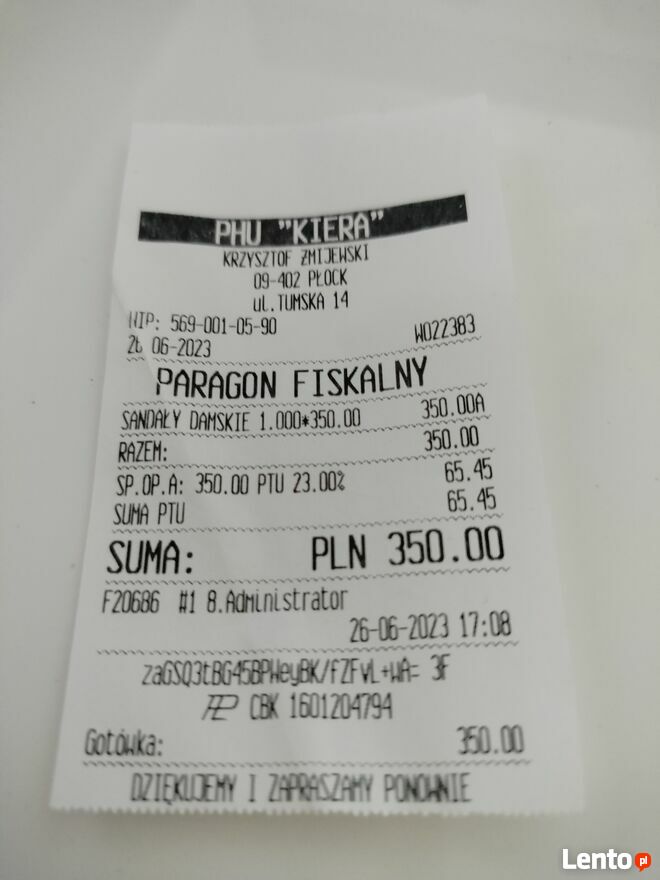 PHU "KIERA"
KRZYSZTOF ŻMIJEWSKI
09-402 PŁOCK
ul.TUMSKA 14
NIP: 569-001-05-90
26 06-2023 W022383
PARAGON FISKALNY
SANDAŁY DAMSKIE 1.000*350.00 350.00A
RAZEM: 350.00
SP.OP.A: 350.00 PTU 23.00% 65.45
SUMA PTU 65.45
SUMA: PLN 350.00
F20686 #1 8.Administrator
26-06-2023 17:08
zaGSQ3tBG45BPWeyBK/fZFvL+wA= 3F
CBK 1601204794
Gotówka: 350.00
DZIĘKUJEMY I ZAPRASZAMY PONOWNIE
Lento.pl